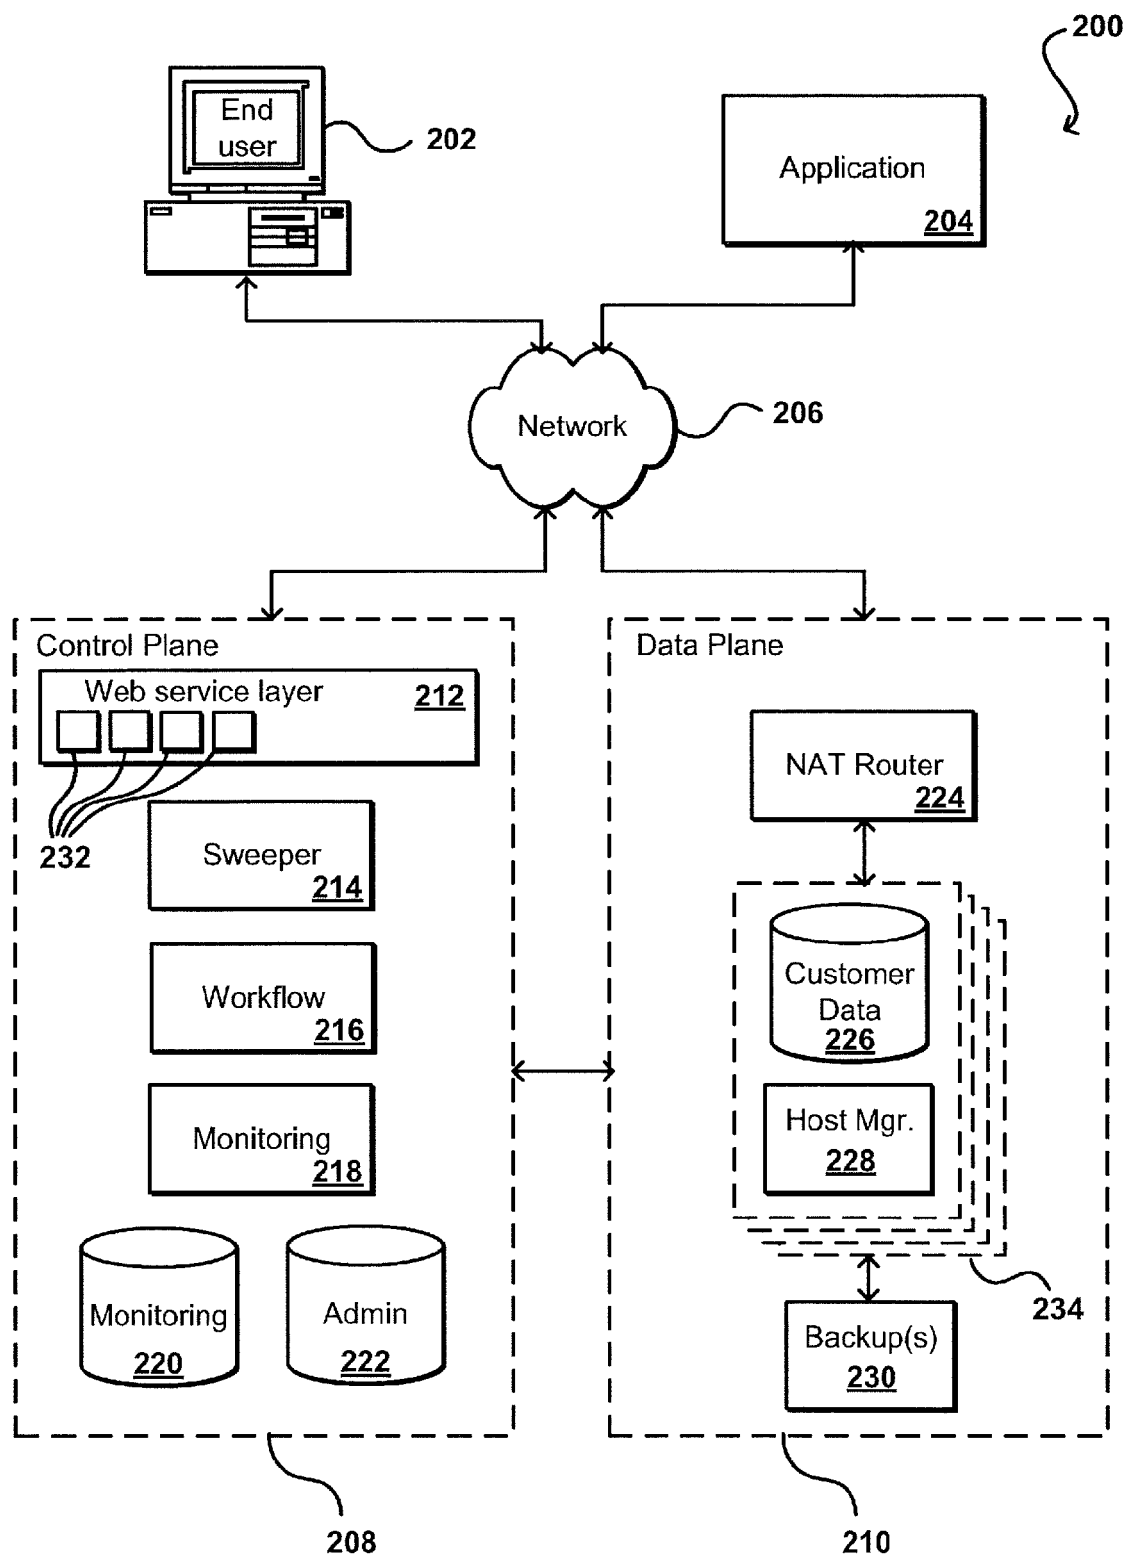 200
End
user
202
Application
204
Network
206
Control Plane
Web service layer
212
232
Sweeper
214
Workflow
216
Monitoring
218
Monitoring
220
Admin
222
208
Data Plane
NAT Router
224
Customer
Data
226
Host Mgr.
228
234
Backup(s)
230
210